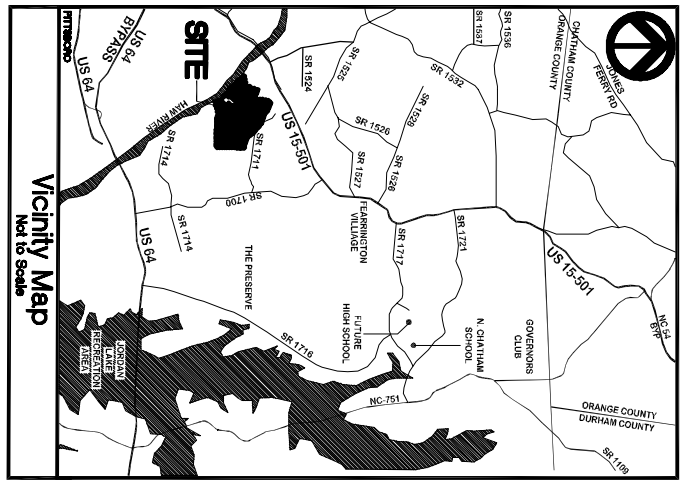 PITTSBORO
US 64
BYPASS
US 64
SITE
HAW RIVER
SR 1524
SR 1525
SR 1532
SR 1537
SR 1536
CHATHAM COUNTY
ORANGE COUNTY
JONES
FERRY RD
SR 1528
SR 1526
SR 1527
SR 1526
US 15-501
SR 1711
SR 1714
SR 1700
SR 1714
US 64
FEARRINGTON
VILLIAGE
SR 1717
SR 1721
US 15-501
THE PRESERVE
SR 1716
FUTURE
HIGH SCHOOL
N. CHATHAM
SCHOOL
GOVERNORS
CLUB
NC 54
BYP
JORDAN
LAKE
RECREATION
AREA
NC-751
ORANGE COUNTY
DURHAM COUNTY
SR 1109
Vicinity Map
Not to Scale